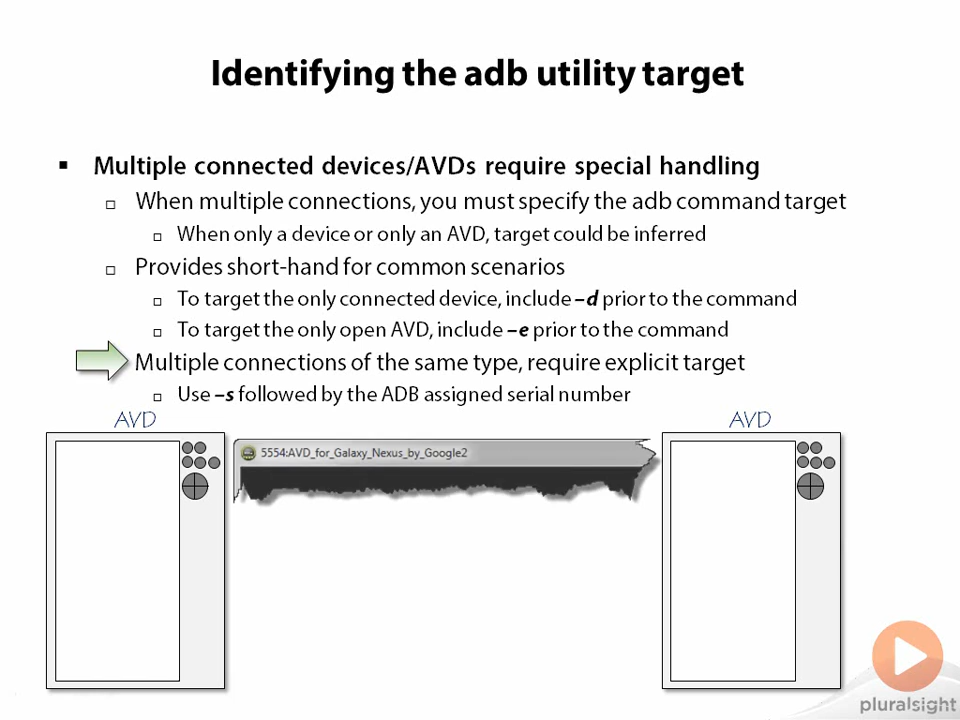 Identifying the adb utility target
Multiple connected devices/AVDs require special handling
When multiple connections, you must specify the adb command target
When only a device or only an AVD, target could be inferred
Provides short-hand for common scenarios
To target the only connected device, include –d prior to the command
To target the only open AVD, include –e prior to the command
Multiple connections of the same type, require explicit target
Use –s followed by the ADB assigned serial number
AVD
AVD
5554:AVD_for_Galaxy_Nexus_by_Google2
pluralsight